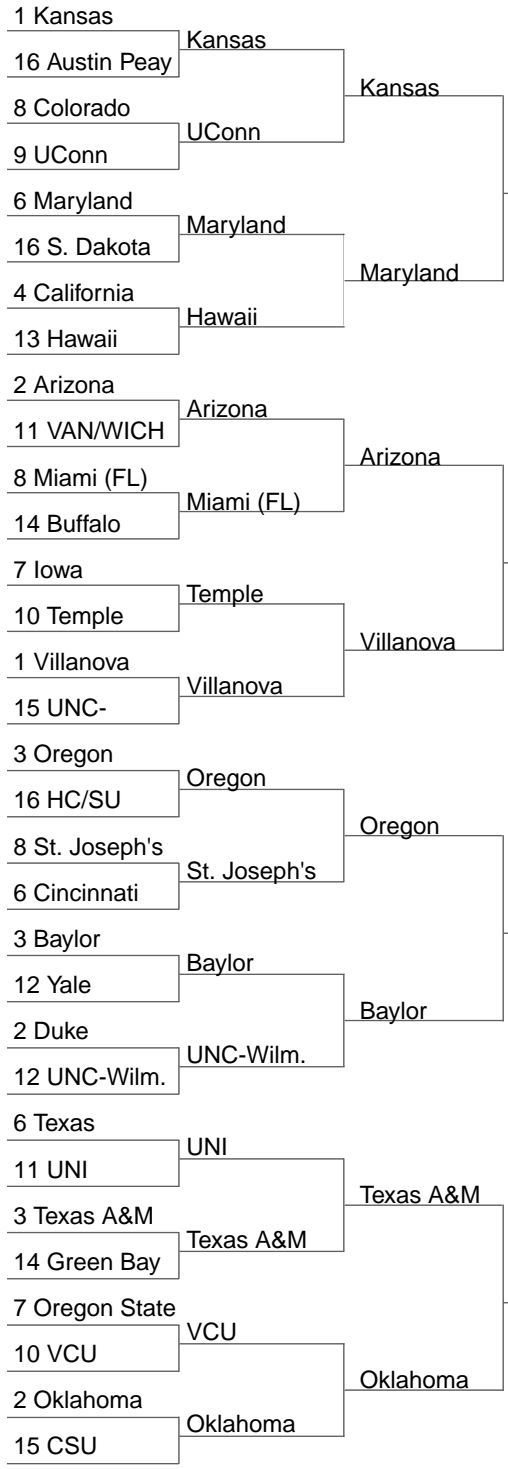 1 Kansas
16 Austin Peay
8 Colorado
9 UConn
6 Maryland
16 S. Dakota
4 California
13 Hawaii
2 Arizona
11 VAN/WICH
8 Miami (FL)
14 Buffalo
7 Iowa
10 Temple
1 Villanova
15 UNC-
3 Oregon
16 HC/SU
8 St. Joseph's
6 Cincinnati
3 Baylor
12 Yale
2 Duke
12 UNC-Wilm.
6 Texas
11 UNI
3 Texas A&M
14 Green Bay
7 Oregon State
10 VCU
2 Oklahoma
15 CSU
Kansas
UConn
Maryland
Hawaii
Arizona
Miami (FL)
Temple
Villanova
Oregon
St. Joseph's
Baylor
UNC-Wilm.
UNI
Texas A&M
VCU
Oklahoma
Kansas
Maryland
Arizona
Villanova
Oregon
Baylor
Texas A&M
Oklahoma